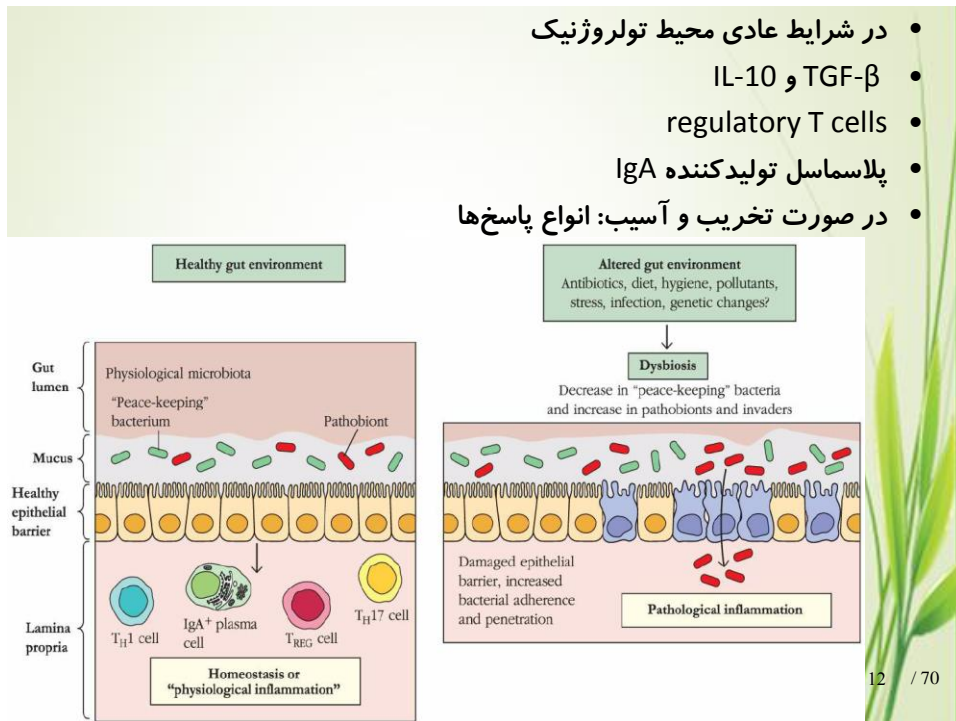 • در شرایط عادی محیط تولروژنیک
• TGF-β و IL-10
• regulatory T cells
• پلاسماسل تولیدکننده IgA
• در صورت تخریب و آسیب: انواع پاسخ‌ها
Healthy gut environment
Gut
lumen
Physiological microbiota
"Peace-keeping"
bacterium
Pathobiont
Mucus
Healthy
epithelial
barrier
Lamina
propria
TH1 cell
IgA+ plasma
cell
TREG cell
TH17 cell
Homeostasis or
"physiological inflammation"
Altered gut environment
Antibiotics, diet, hygiene, pollutants,
stress, infection, genetic changes?
Dysbiosis
Decrease in "peace-keeping" bacteria
and increase in pathobionts and invaders
Damaged epithelial
barrier, increased
bacterial adherence
and penetration
Pathological inflammation
12 / 70